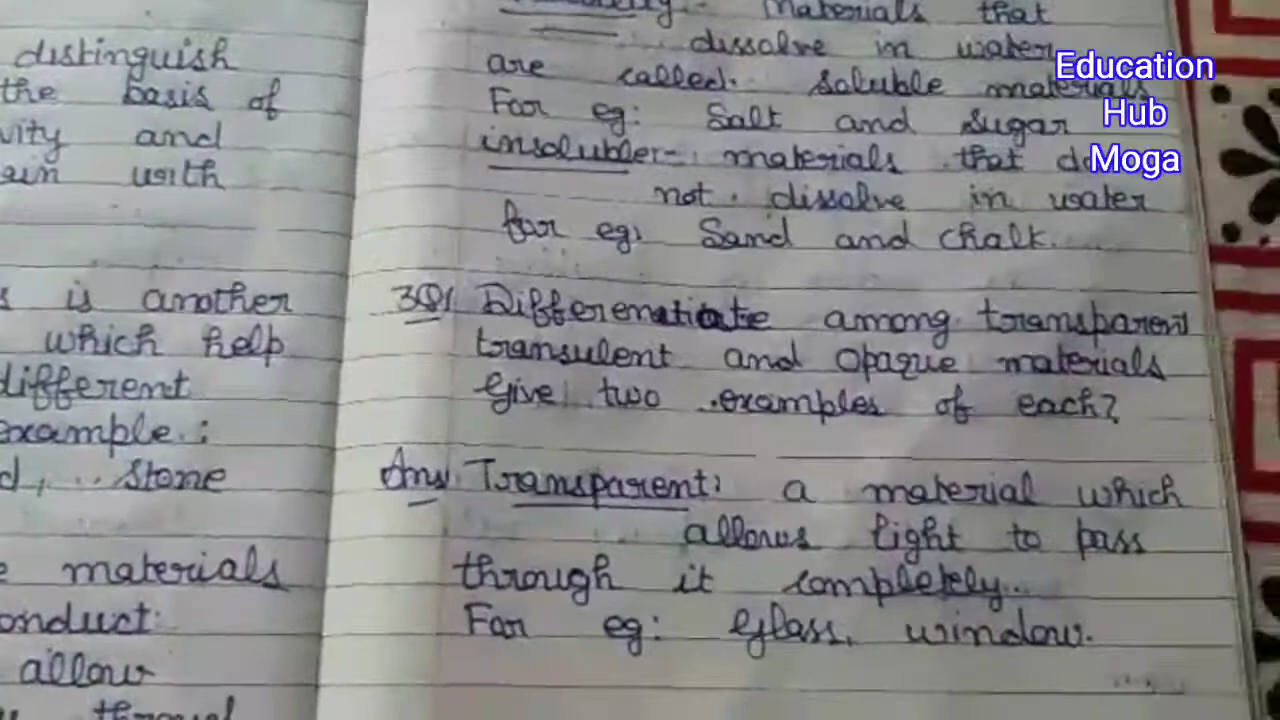 distinguish
the basis of
and
with
is another
which help
different
example :
stone
materials
onduct:
allow
materials that
dissolve in water
are called. soluble materials
For eg: Salt and sugar
insoluble:- materials that do
not dissolve in water
for eg: Sand and chalk.
3Q1 Differentiate among transparent
transulent and opaque materials
Give two examples of each?
Ans Transparent: a material which
allows light to pass
through it completely..
For eg: Glass, window.
Education
Hub
Moga